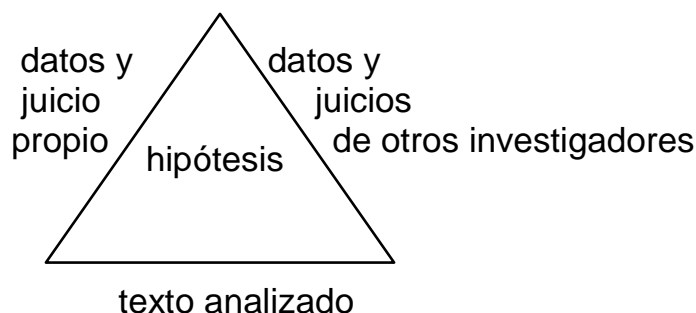 datos y
juicio
propio
datos y
juicios
de otros investigadores
hipótesis
texto analizado